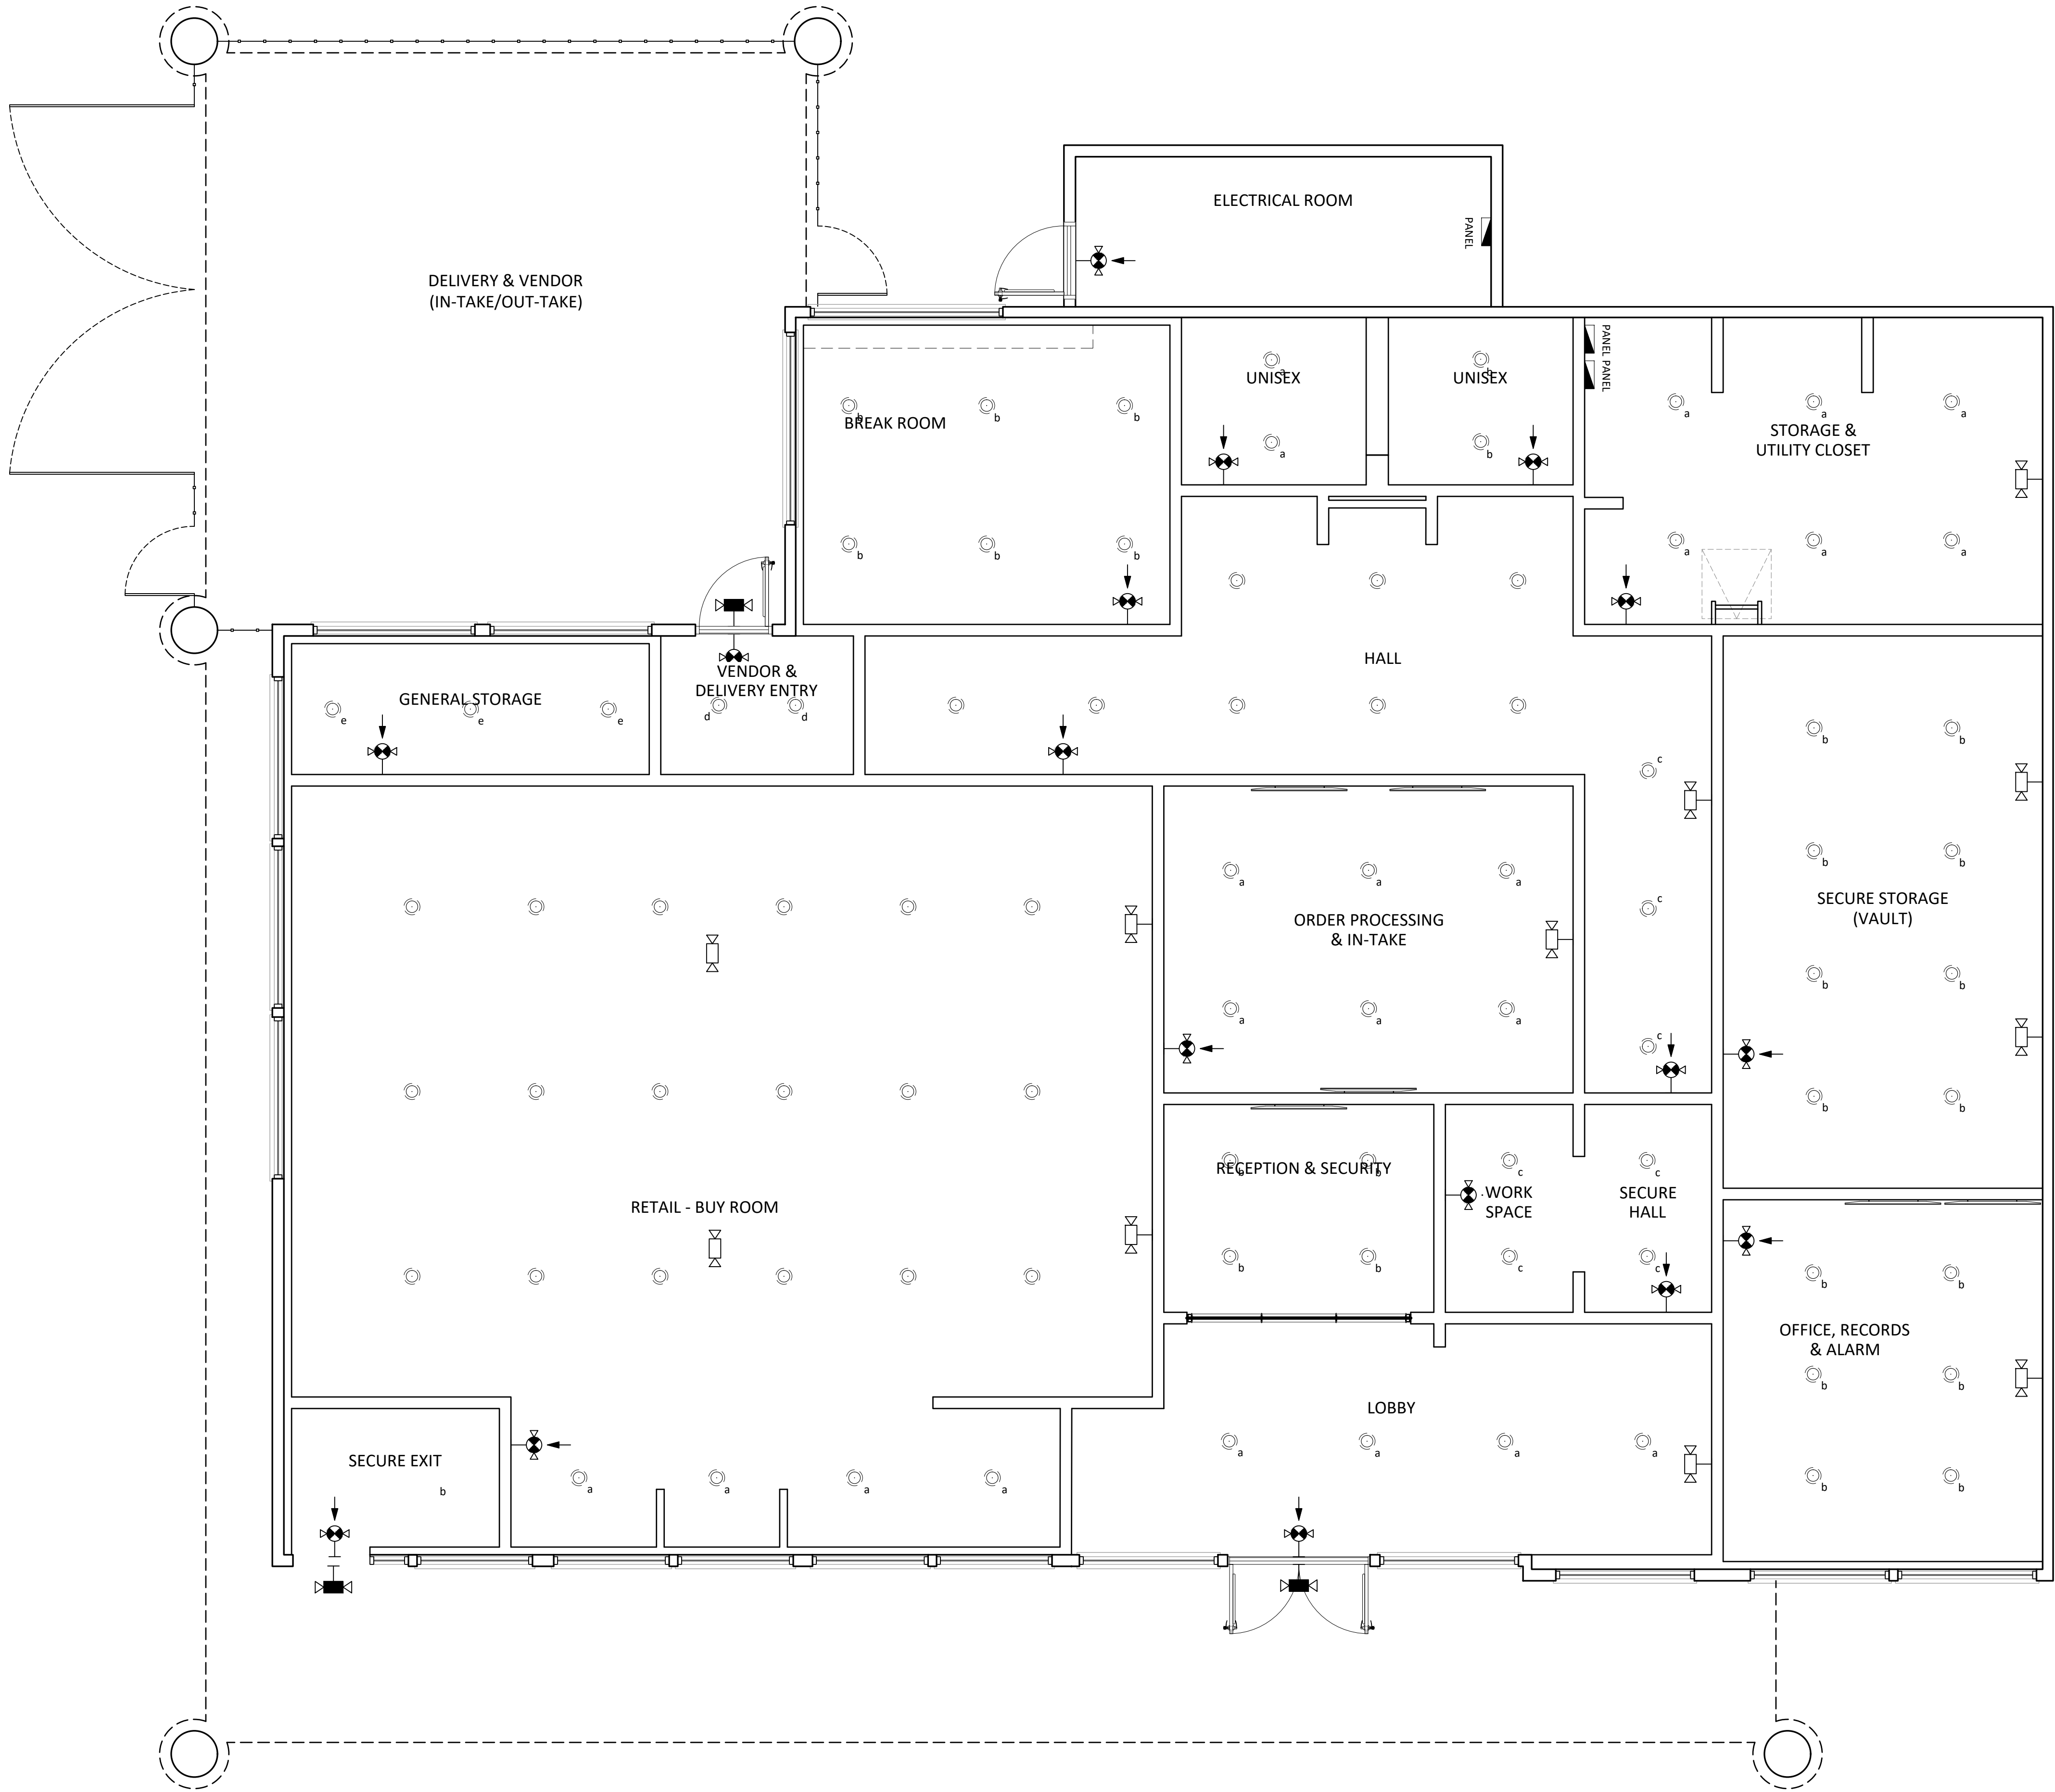 ELECTRICAL ROOM
PANEL
DELIVERY & VENDOR
(IN-TAKE/OUT-TAKE)
PANEL PANEL
a
UNISEX
b
UNISEX
a
b
b
b
b
BREAK ROOM
b
b
b
a
a
a
STORAGE &
UTILITY CLOSET
a
a
a
HALL
VENDOR &
DELIVERY ENTRY
d
d
GENERAL STORAGE
e
e
e
c
c
c
b
b
b
b
SECURE STORAGE
(VAULT)
b
b
b
b
a
a
a
ORDER PROCESSING
& IN-TAKE
a
a
a
RECEPTION & SECURITY
b
b
b
b
c
WORK
SPACE
c
c
SECURE
HALL
c
RETAIL - BUY ROOM
b
b
OFFICE, RECORDS
& ALARM
b
b
b
b
LOBBY
a
a
a
a
SECURE EXIT
b
a
a
a
a